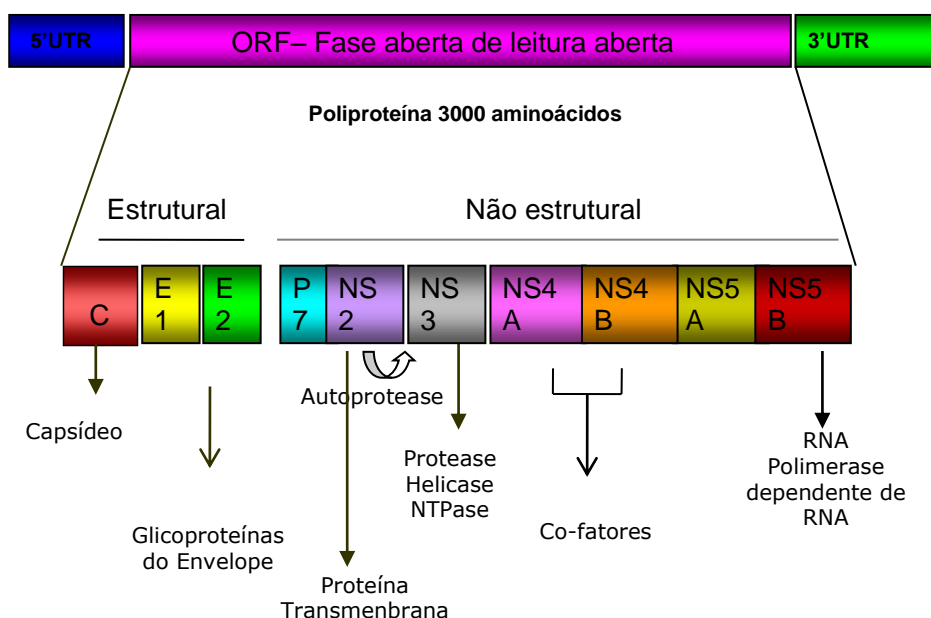 5'UTR
ORF– Fase aberta de leitura aberta
3'UTR
Poliproteína 3000 aminoácidos
Estrutural
Não estrutural
C
E
1
E
2
P
7
NS
2
NS
3
NS4
A
NS4
B
NS5
A
NS5
B
Autoprotease
Capsídeo
Glicoproteínas
do Envelope
Proteína
Transmenbrana
Protease
Helicase
NTPase
Co-fatores
RNA
Polimerase
dependente de
RNA